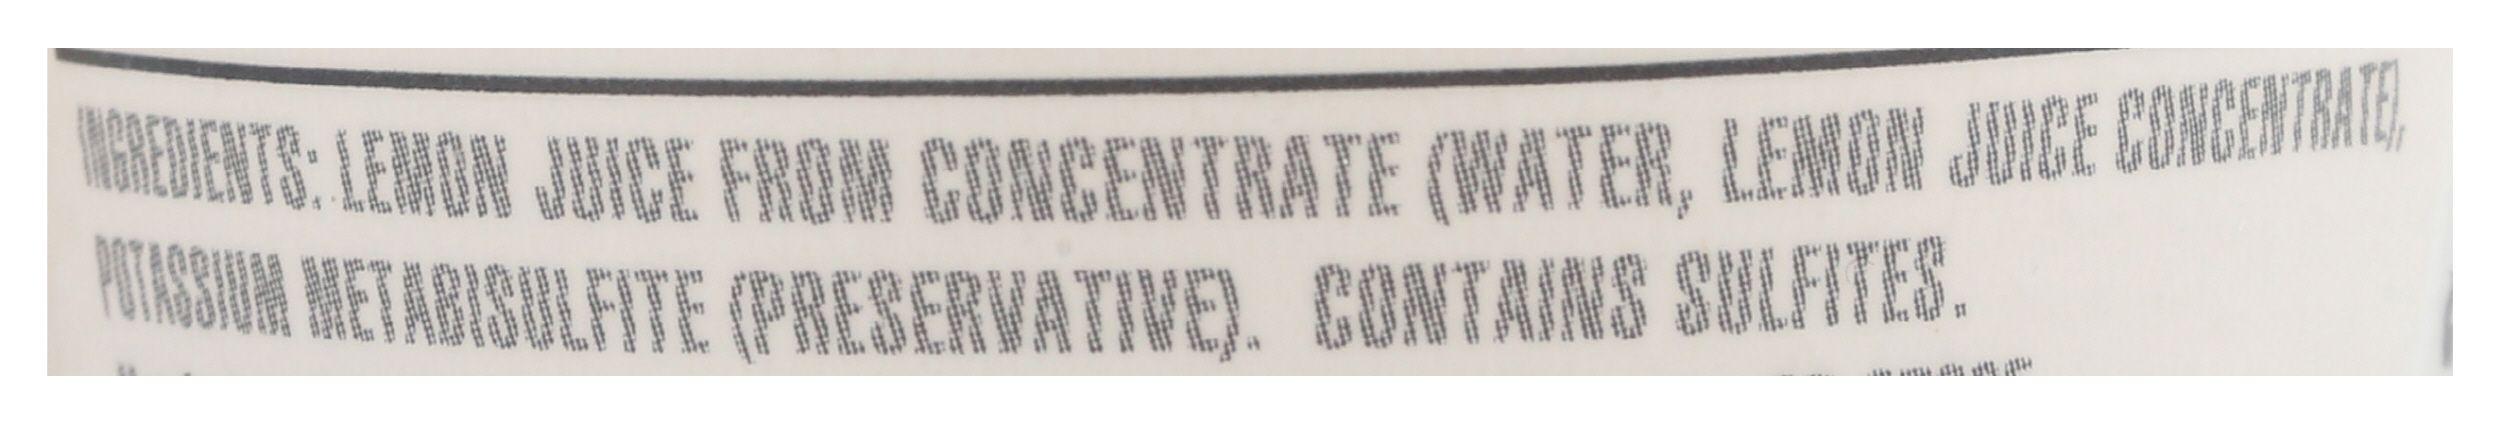 INGREDIENTS: LEMON JUICE FROM CONCENTRATE (WATER, LEMON JUICE CONCENTRATE),
POTASSIUM METABISULFITE (PRESERVATIVE). CONTAINS SULFITES.